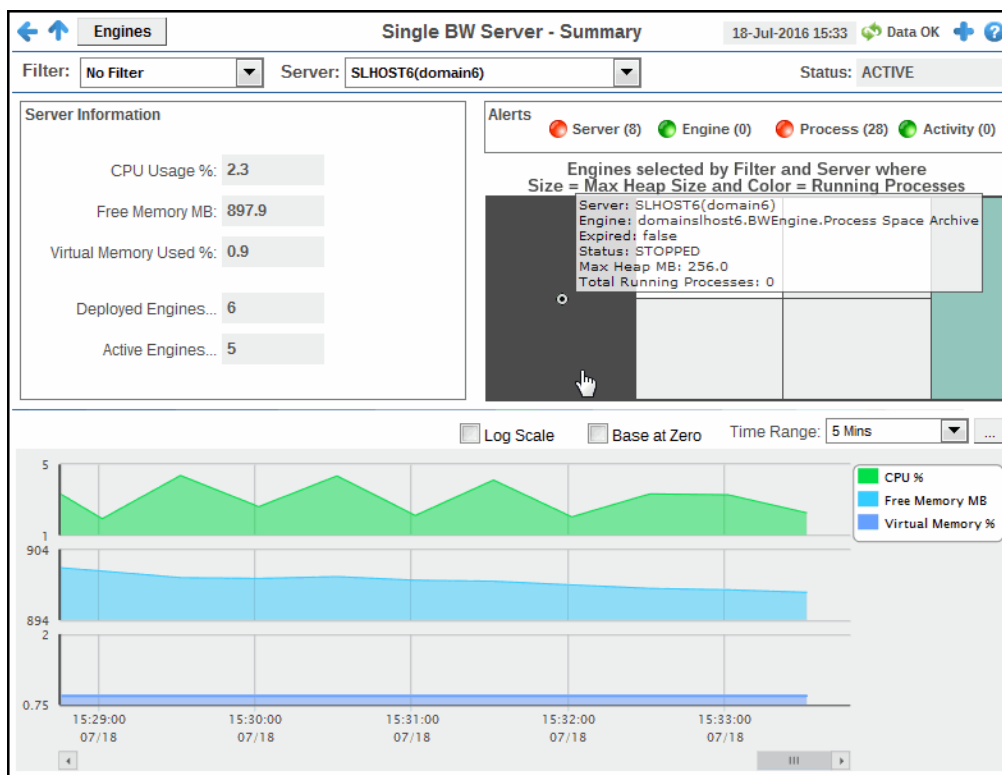 Engines
Single BW Server - Summary
18-Jul-2016 15:33
Data OK
?
Filter:
No Filter
Server:
SLHOST6(domain6)
Status:
ACTIVE
Server Information
CPU Usage %:
2.3
Free Memory MB:
897.9
Virtual Memory Used %:
0.9
Deployed Engines...
6
Active Engines...
5
Alerts
Server (8)
Engine (0)
Process (28)
Activity (0)
Engines selected by Filter and Server where
Size = Max Heap Size and Color = Running Processes
Server: SLHOST6(domain6)
Engine: domainslhost6.BWEngine.Process Space Archive
Expired: false
Status: STOPPED
Max Heap MB: 256.0
Total Running Processes: 0
Log Scale
Base at Zero
Time Range:
5 Mins
...
5
1
904
894
2
0.75
CPU %
Free Memory MB
Virtual Memory %
15:29:00
07/18
15:30:00
07/18
15:31:00
07/18
15:32:00
07/18
15:33:00
07/18